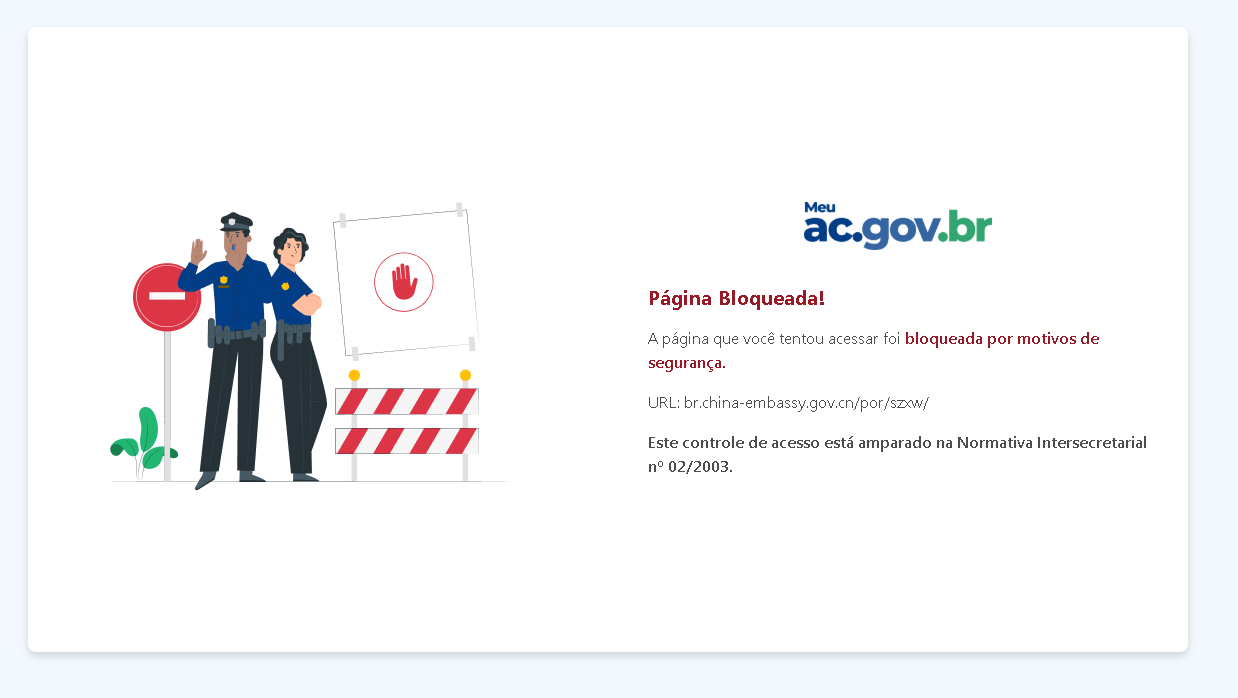 Meu
ac.gov.br
Página Bloqueada!
A página que você tentou acessar foi bloqueada por motivos de
segurança.
URL: br.china-embassy.gov.cn/por/szxw/
Este controle de acesso está amparado na Normativa Intersecretarial
nº 02/2003.